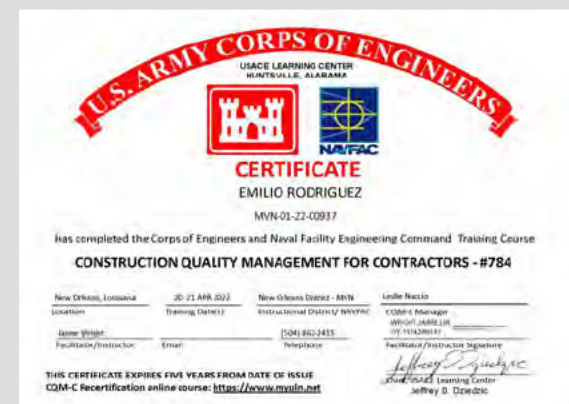 U.S. ARMY CORPS OF ENGINEERS
USACE LEARNING CENTER
HUNTSVILLE, ALABAMA
NAVFAC
CERTIFICATE
EMILIO RODRIGUEZ
MVN-01-22-00937
has completed the Corps of Engineers and Naval Facility Engineering Command Training Course
CONSTRUCTION QUALITY MANAGEMENT FOR CONTRACTORS - #784
New Orleans, Louisiana 20-21 APR 2022 New Orleans District - MVN Leslie Nuccio
Location Training Date(s) Instructional District/ NAVFAC CQM-C Manager
Jaime Wright (504) 862-2415
Facilitator/Instructor Email Telephone Facilitator/Instructor Signature
THIS CERTIFICATE EXPIRES FIVE YEARS FROM DATE OF ISSUE
CQM-C Recertification online course: https://www.myuln.net
Chief, USACE Learning Center
Jeffrey D. Dziedzic